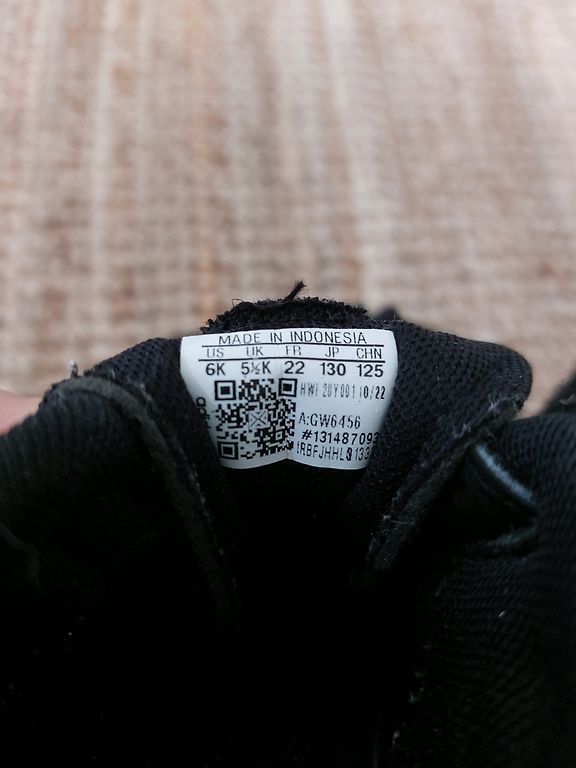 MADE IN INDONESIA
US UK FR JP CHN
6K 5½K 22 130 125
HWI 28Y001 10/22
A:GW6456
#131487093